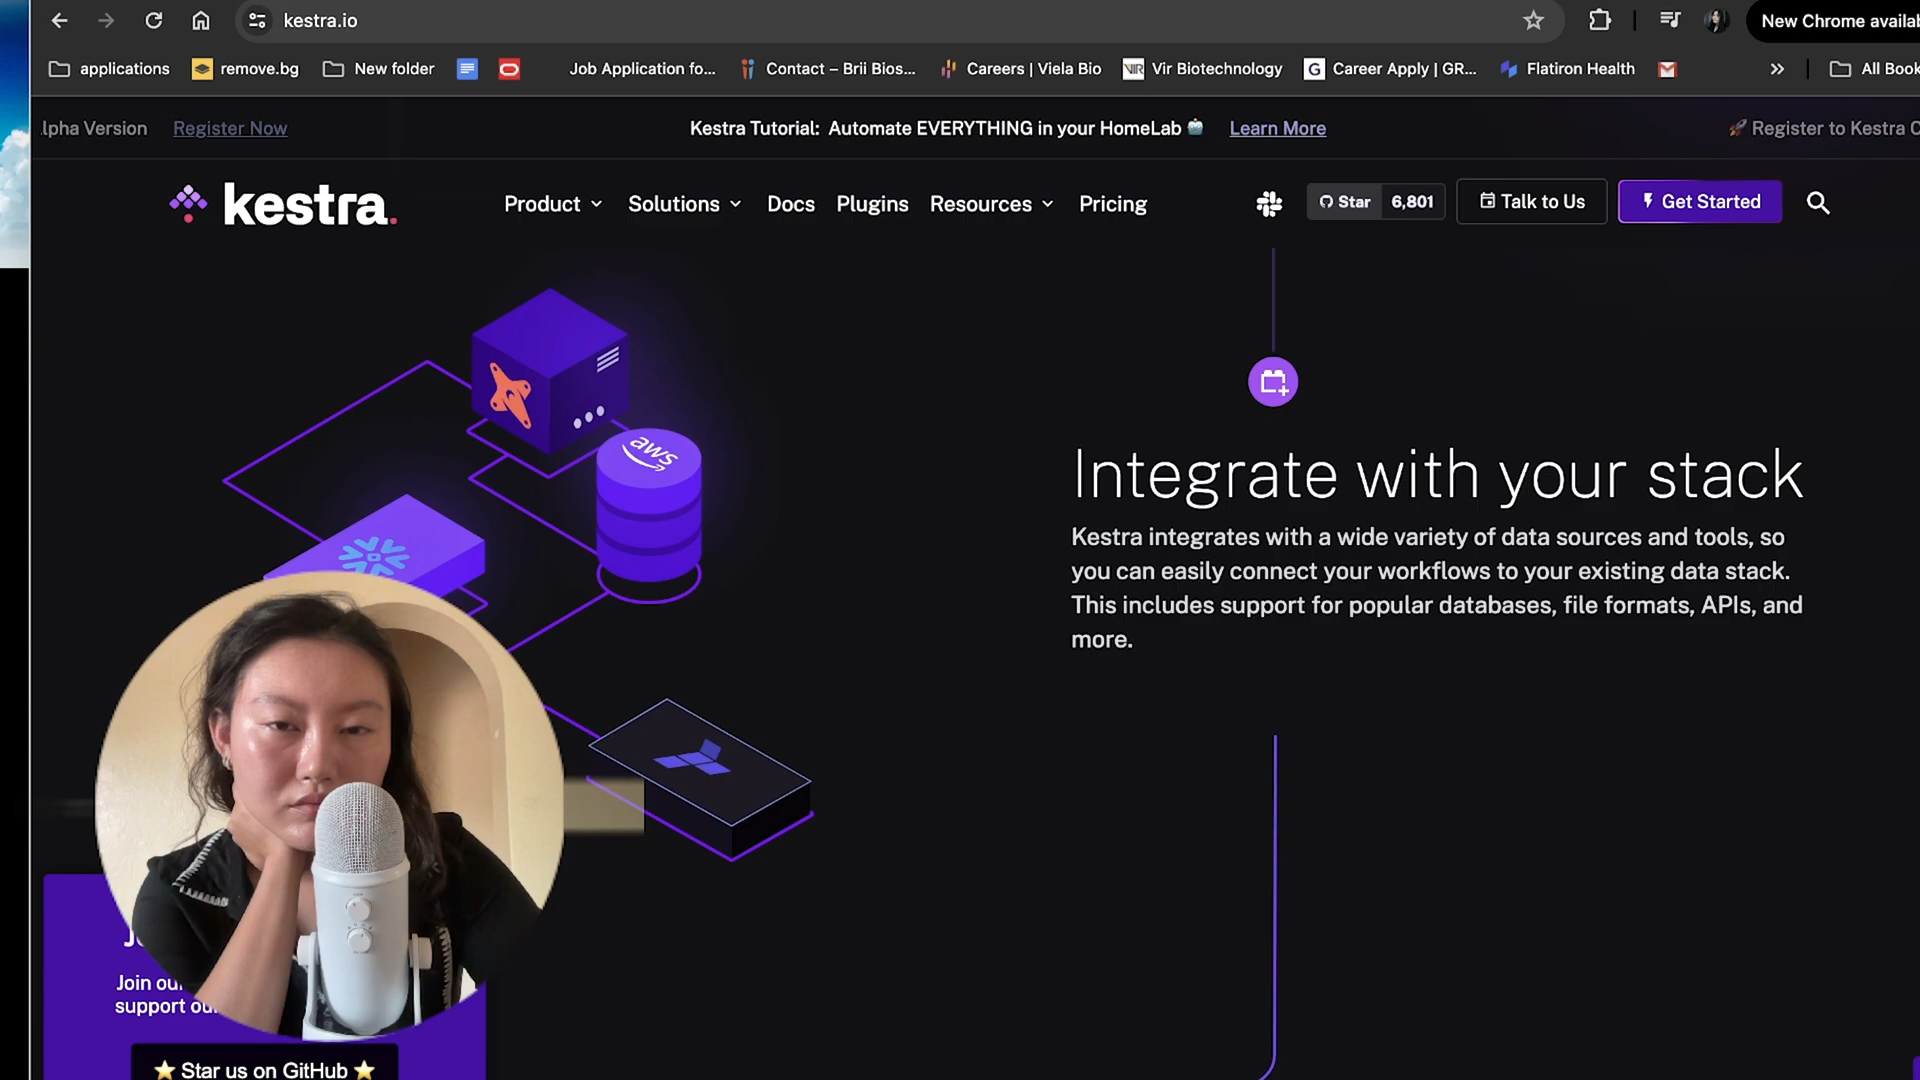 kestra.io
New Chrome availab
applications
remove.bg
New folder
Job Application fo...
Contact – Brii Bios...
Careers | Viela Bio
VIR
Vir Biotechnology
G
Career Apply | GR...
Flatiron Health
All Book
lpha Version
Register Now
Kestra Tutorial: Automate EVERYTHING in your HomeLab
Learn More
🚀 Register to Kestra C
kestra.
Product
Solutions
Docs
Plugins
Resources
Pricing
Star
6,801
Talk to Us
Get Started
aws
Integrate with your stack
Kestra integrates with a wide variety of data sources and tools, so
you can easily connect your workflows to your existing data stack.
This includes support for popular databases, file formats, APIs, and
more.
Join our
support ou
⭐ Star us on GitHub ⭐